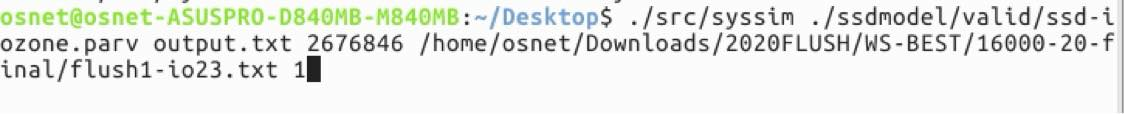 osnet@osnet-ASUSPRO-D840MB-M840MB:~/Desktop$ ./src/syssim ./ssdmodel/valid/ssd-i
ozone.parv output.txt 2676846 /home/osnet/Downloads/2020FLUSH/WS-BEST/16000-20-f
inal/flush1-io23.txt 1